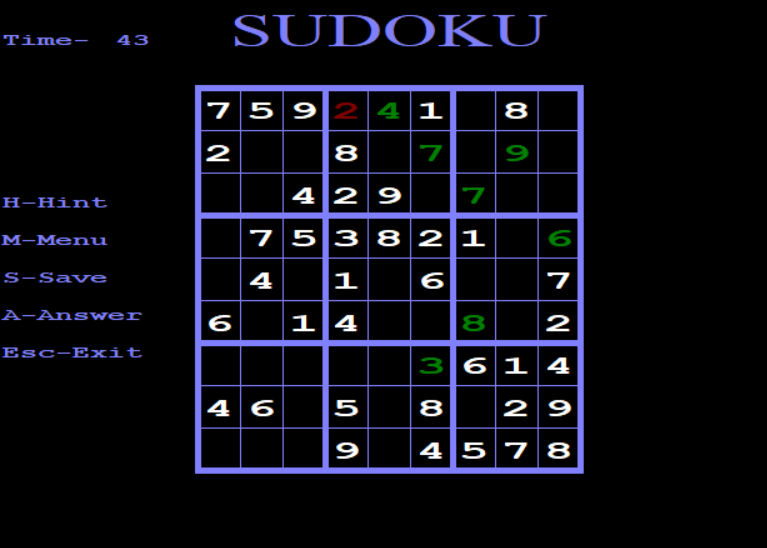 Time- 43
SUDOKU
7 5 9 2 4 1 8
2 8 7 9
4 2 9 7
H-Hint
7 5 3 8 2 1 6
M-Menu
4 1 6 7
S-Save
6 1 4 8 2
A-Answer
3 6 1 4
Esc-Exit
4 6 5 8 2 9
9 4 5 7 8